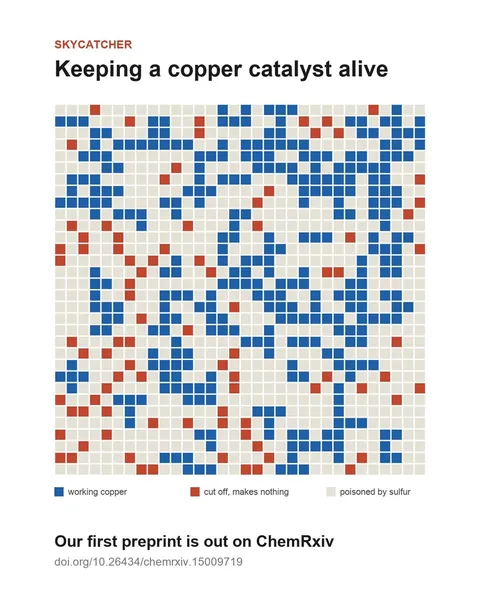 SKYCATCHER
Keeping a copper catalyst alive
working copper
cut off, makes nothing
poisoned by sulfur
Our first preprint is out on ChemRxiv
doi.org/10.26434/chemrxiv.15009719